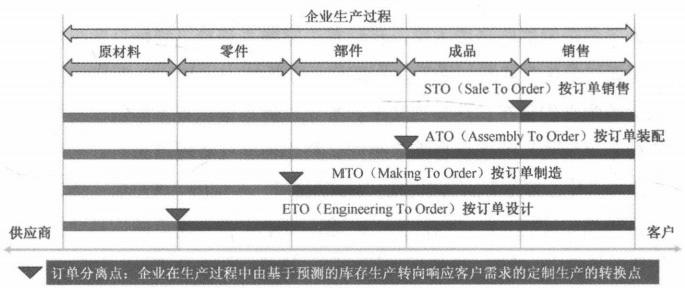 企业生产过程
原材料 零件 部件 成品 销售
STO（Sale To Order）按订单销售
ATO（Assembly To Order）按订单装配
MTO（Making To Order）按订单制造
ETO（Engineering To Order）按订单设计
供应商 客户
订单分离点：企业在生产过程中由基于预测的库存生产转向响应客户需求的定制生产的转换点